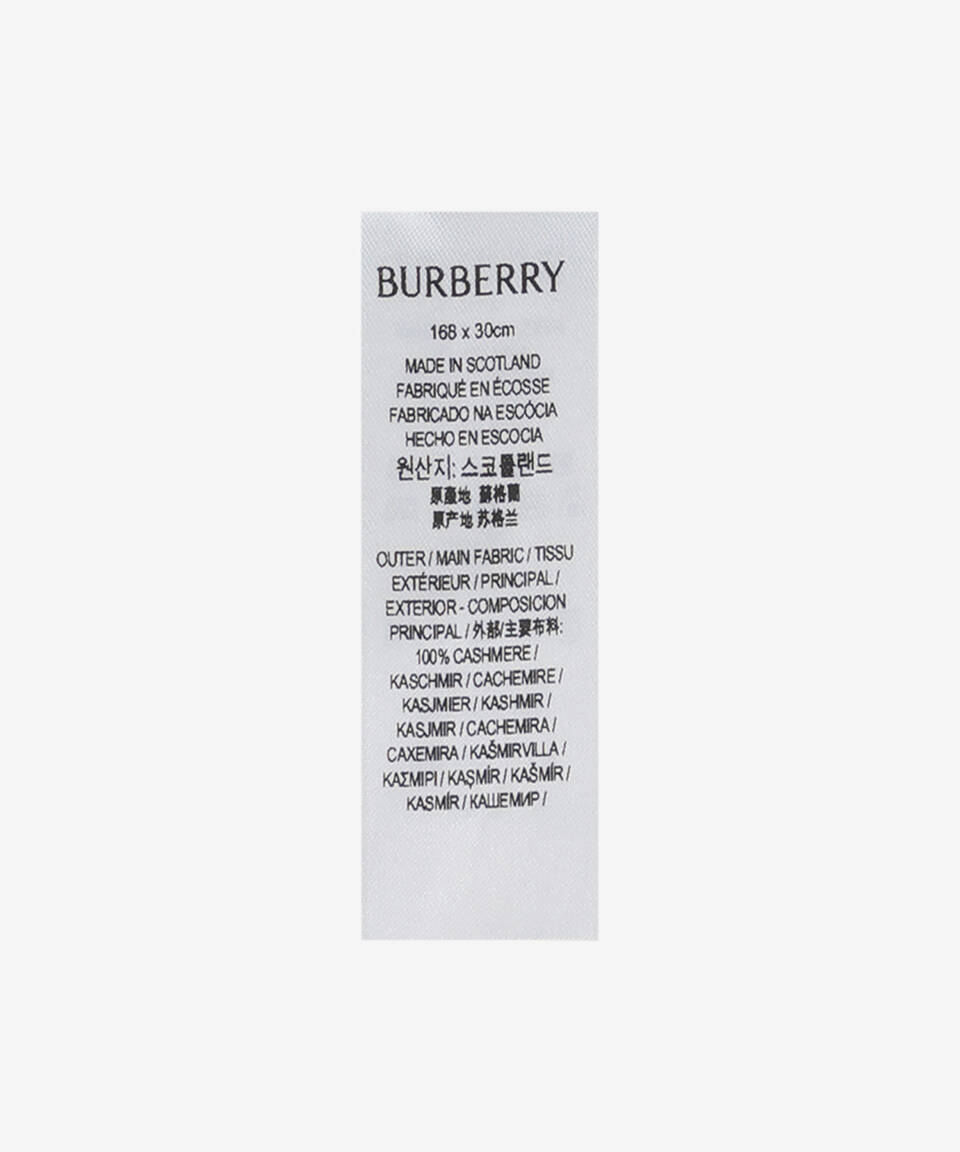 BURBERRY
168 x 30cm
MADE IN SCOTLAND
FABRIQUÉ EN ÉCOSSE
FABRICADO NA ESCÓCIA
HECHO EN ESCOCIA
원산지: 스코틀랜드
原產地 蘇格蘭
原产地 苏格兰
OUTER / MAIN FABRIC / TISSU
EXTÉRIEUR / PRINCIPAL /
EXTERIOR - COMPOSICION
PRINCIPAL / 外部/主要布料:
100% CASHMERE /
KASCHMIR / CACHEMIRE /
KASJMIER / KASHMIR /
KASJMIR / CACHEMIRA /
CAXEMIRA / KAŠMIRVILLA /
ΚΑΣΜΙΡΙ / KAŞMİR / KAŠMÍR /
KASMÍR / КАШЕМИР /